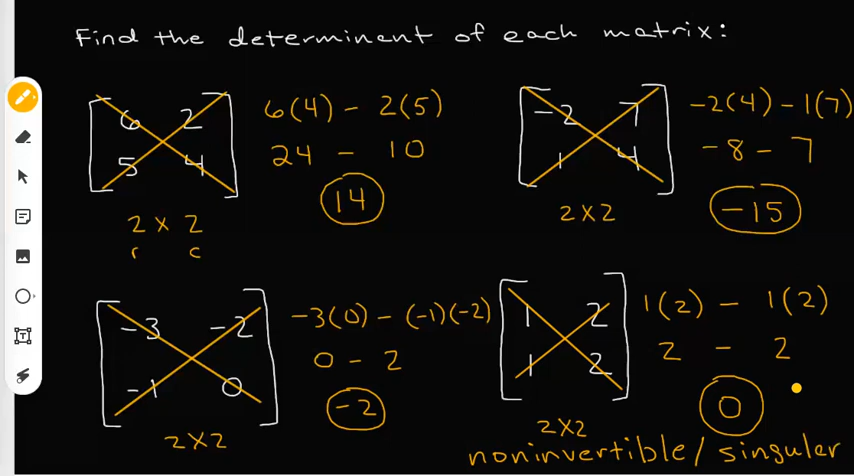 Find the determinant of each matrix:
6 2
5 4
2 x 2
r c
6(4) - 2(5)
24 - 10
14
-2 7
1 4
2x2
-2(4) - 1(7)
-8 - 7
-15
-3 -2
-1 0
2x2
-3(0) - (-1)(-2)
0 - 2
-2
1 2
1 2
2x2
1(2) - 1(2)
2 - 2
0
noninvertible/singuler
T